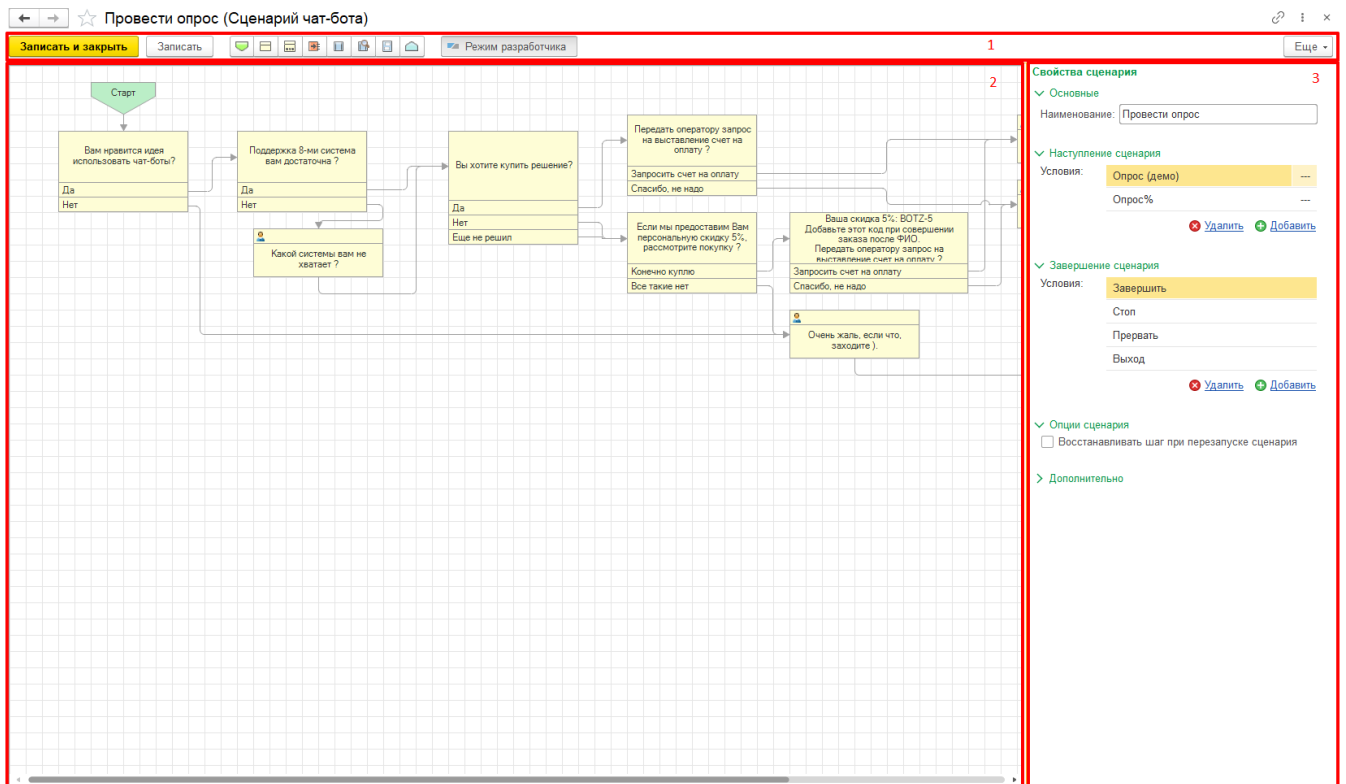 Провести опрос (Сценарий чат-бота)
Записать и закрыть
Записать
Режим разработчика
1
Еще
2
Старт
Вам нравится идея
использовать чат-боты?
Да
Нет
Поддержка 8-ми система
вам достаточна ?
Да
Нет
Какой системы вам не
хватает ?
Вы хотите купить решение?
Да
Нет
Еще не решил
Передать оператору запрос
на выставление счет на
оплату ?
Запросить счет на оплату
Спасибо, не надо
Если мы предоставим Вам
персональную скидку 5%,
рассмотрите покупку ?
Конечно куплю
Все такие нет
Ваша скидка 5%: BOTZ-5
Добавьте этот код при совершении
заказа после ФИО.
Передать оператору запрос на
выставление счет на оплату ?
Запросить счет на оплату
Спасибо, не надо
Очень жаль, если что,
заходите ).
Свойства сценария
3
Основные
Наименование: Провести опрос
Наступление сценария
Условия: Опрос (демо) ---
Опрос% ---
Удалить Добавить
Завершение сценария
Условия: Завершить
Стоп
Прервать
Выход
Удалить Добавить
Опции сценария
Восстанавливать шаг при перезапуске сценария
Дополнительно